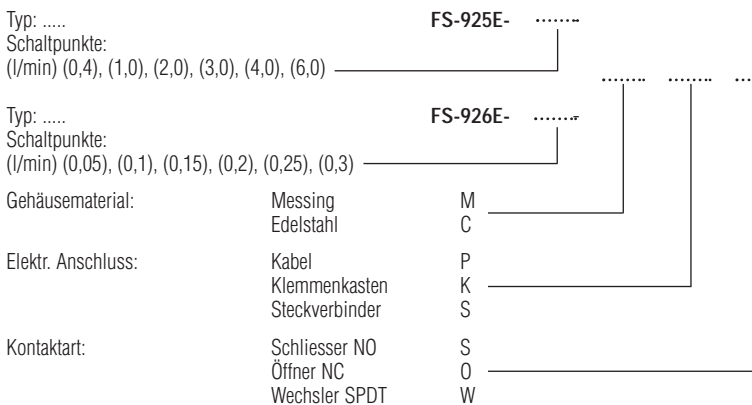 Typ: ..... FS-925E- ........
Schaltpunkte:
(l/min) (0,4), (1,0), (2,0), (3,0), (4,0), (6,0)
........ ........ ...
Typ: ..... FS-926E- ........-
Schaltpunkte:
(l/min) (0,05), (0,1), (0,15), (0,2), (0,25), (0,3)
Gehäusematerial: Messing M
Edelstahl C
Elektr. Anschluss: Kabel P
Klemmenkasten K
Steckverbinder S
Kontaktart: Schliesser NO S
Öffner NC O
Wechsler SPDT W